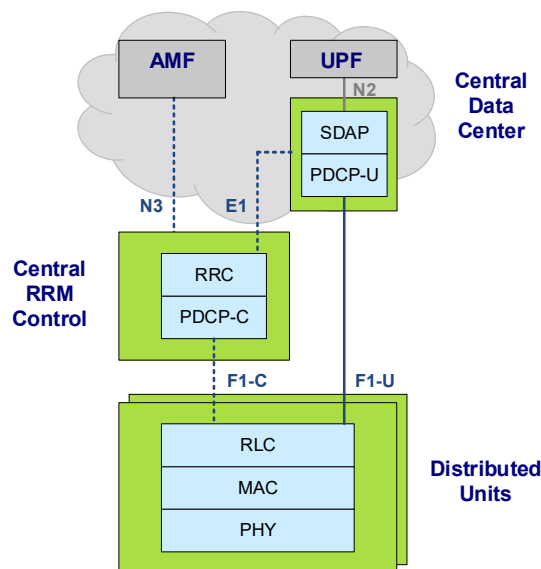 AMF
UPF
N2
Central
Data
Center
SDAP
PDCP-U
N3
E1
Central
RRM
Control
RRC
PDCP-C
F1-C
F1-U
RLC
MAC
PHY
Distributed
Units